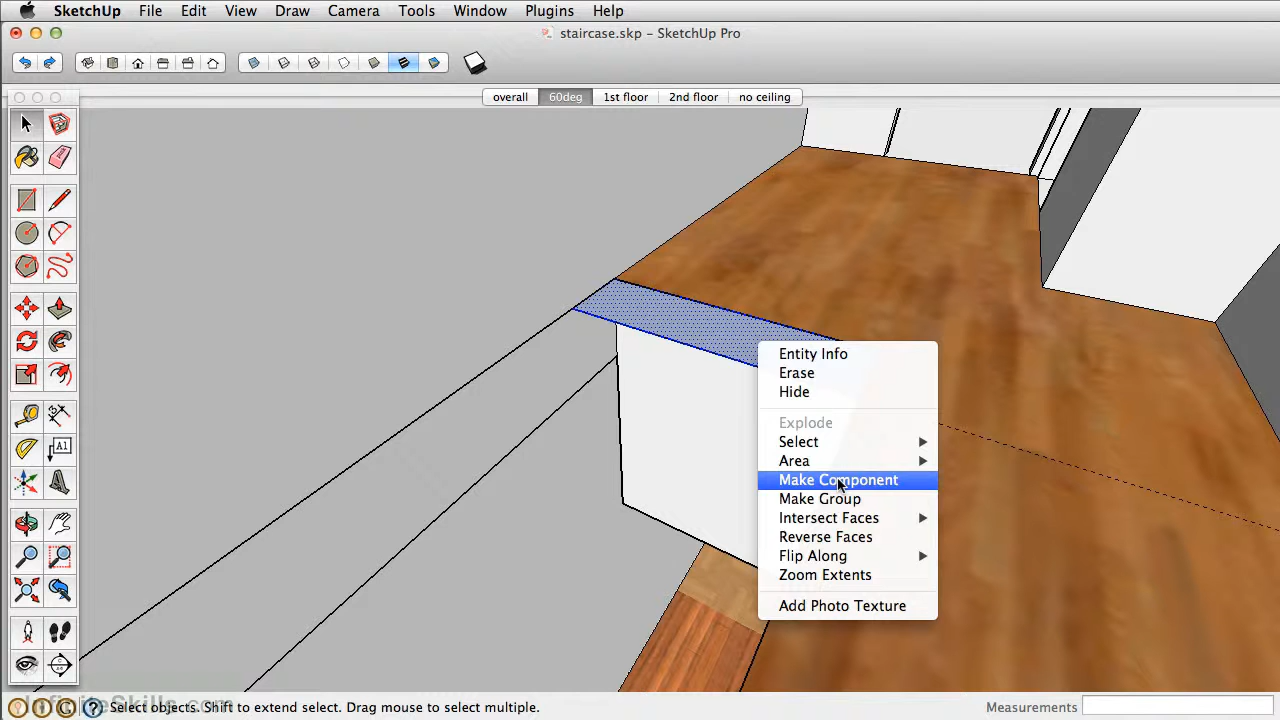 SketchUp File Edit View Draw Camera Tools Window Plugins Help
staircase.skp – SketchUp Pro
overall 60deg 1st floor 2nd floor no ceiling
A1
Entity Info
Erase
Hide
Explode
Select
Area
Make Component
Make Group
Intersect Faces
Reverse Faces
Flip Along
Zoom Extents
Add Photo Texture
InfiniteSkills.com
Select objects. Shift to extend select. Drag mouse to select multiple.
Measurements